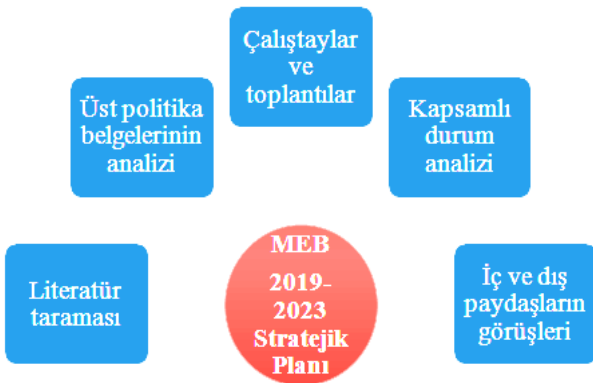 Çalıştaylar
ve
toplantılar
Üst politika
belgelerinin
analizi
Kapsamlı
durum
analizi
Literatür
taraması
MEB
2019-
2023
Stratejik
Planı
İç ve dış
paydaşların
görüşleri